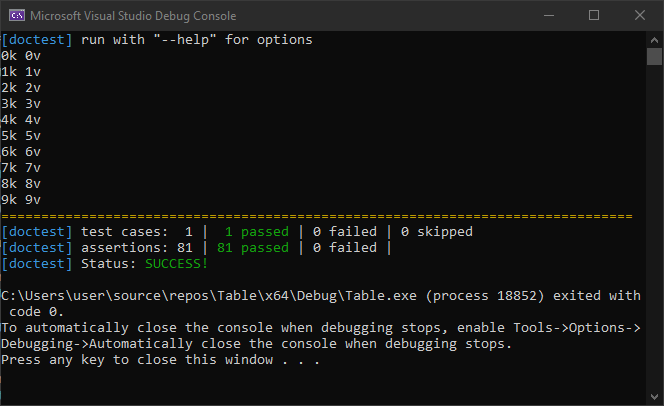 Microsoft Visual Studio Debug Console
[doctest] run with "--help" for options
0k 0v
1k 1v
2k 2v
3k 3v
4k 4v
5k 5v
6k 6v
7k 7v
8k 8v
9k 9v
===============================================================================
[doctest] test cases:  1 |  1 passed | 0 failed | 0 skipped
[doctest] assertions: 81 | 81 passed | 0 failed |
[doctest] Status: SUCCESS!
C:\Users\user\source\repos\Table\x64\Debug\Table.exe (process 18852) exited with
 code 0.
To automatically close the console when debugging stops, enable Tools->Options->
Debugging->Automatically close the console when debugging stops.
Press any key to close this window . . .